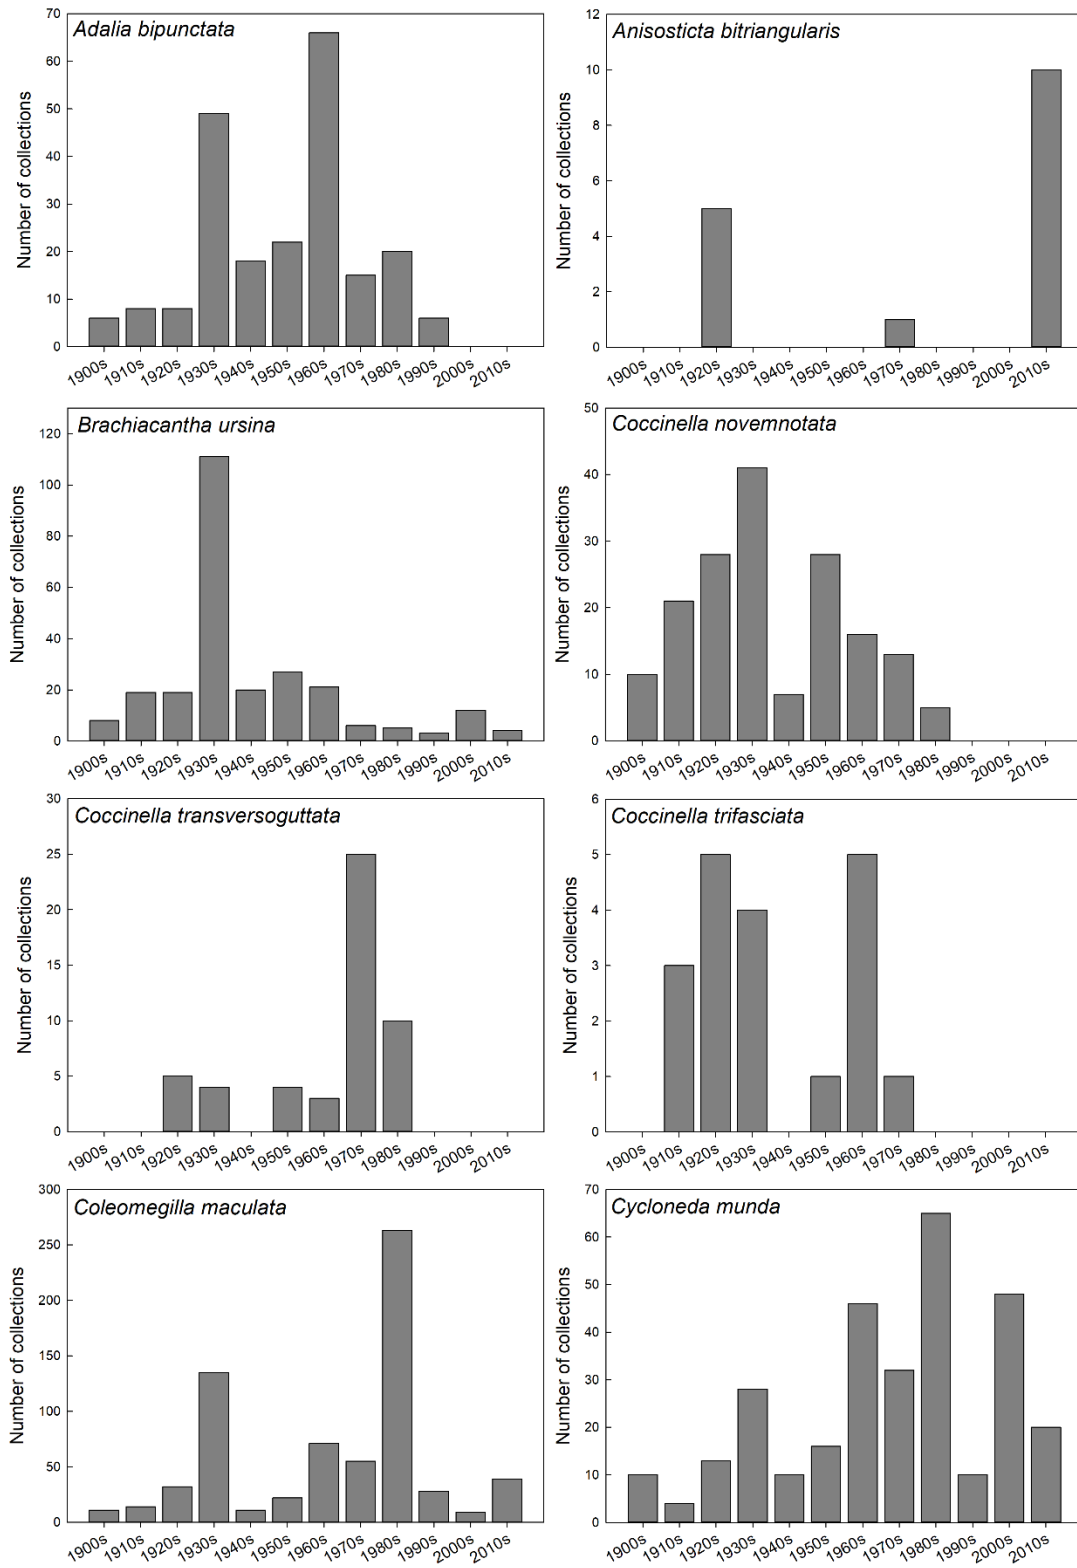 Adalia bipunctata
Number of collections
70
60
50
40
30
20
10
0
1900s 1910s 1920s 1930s 1940s 1950s 1960s 1970s 1980s 1990s 2000s 2010s
Anisosticta bitriangularis
Number of collections
12
10
8
6
4
2
0
1900s 1910s 1920s 1930s 1940s 1950s 1960s 1970s 1980s 1990s 2000s 2010s
Brachiacantha ursina
Number of collections
120
100
80
60
40
20
0
1900s 1910s 1920s 1930s 1940s 1950s 1960s 1970s 1980s 1990s 2000s 2010s
Coccinella novemnotata
Number of collections
50
40
30
20
10
0
1900s 1910s 1920s 1930s 1940s 1950s 1960s 1970s 1980s 1990s 2000s 2010s
Coccinella transversoguttata
Number of collections
30
25
20
15
10
5
0
1900s 1910s 1920s 1930s 1940s 1950s 1960s 1970s 1980s 1990s 2000s 2010s
Coccinella trifasciata
Number of collections
6
5
4
3
2
1
0
1900s 1910s 1920s 1930s 1940s 1950s 1960s 1970s 1980s 1990s 2000s 2010s
Coleomegilla maculata
Number of collections
300
250
200
150
100
50
0
1900s 1910s 1920s 1930s 1940s 1950s 1960s 1970s 1980s 1990s 2000s 2010s
Cycloneda munda
Number of collections
70
60
50
40
30
20
10
0
1900s 1910s 1920s 1930s 1940s 1950s 1960s 1970s 1980s 1990s 2000s 2010s